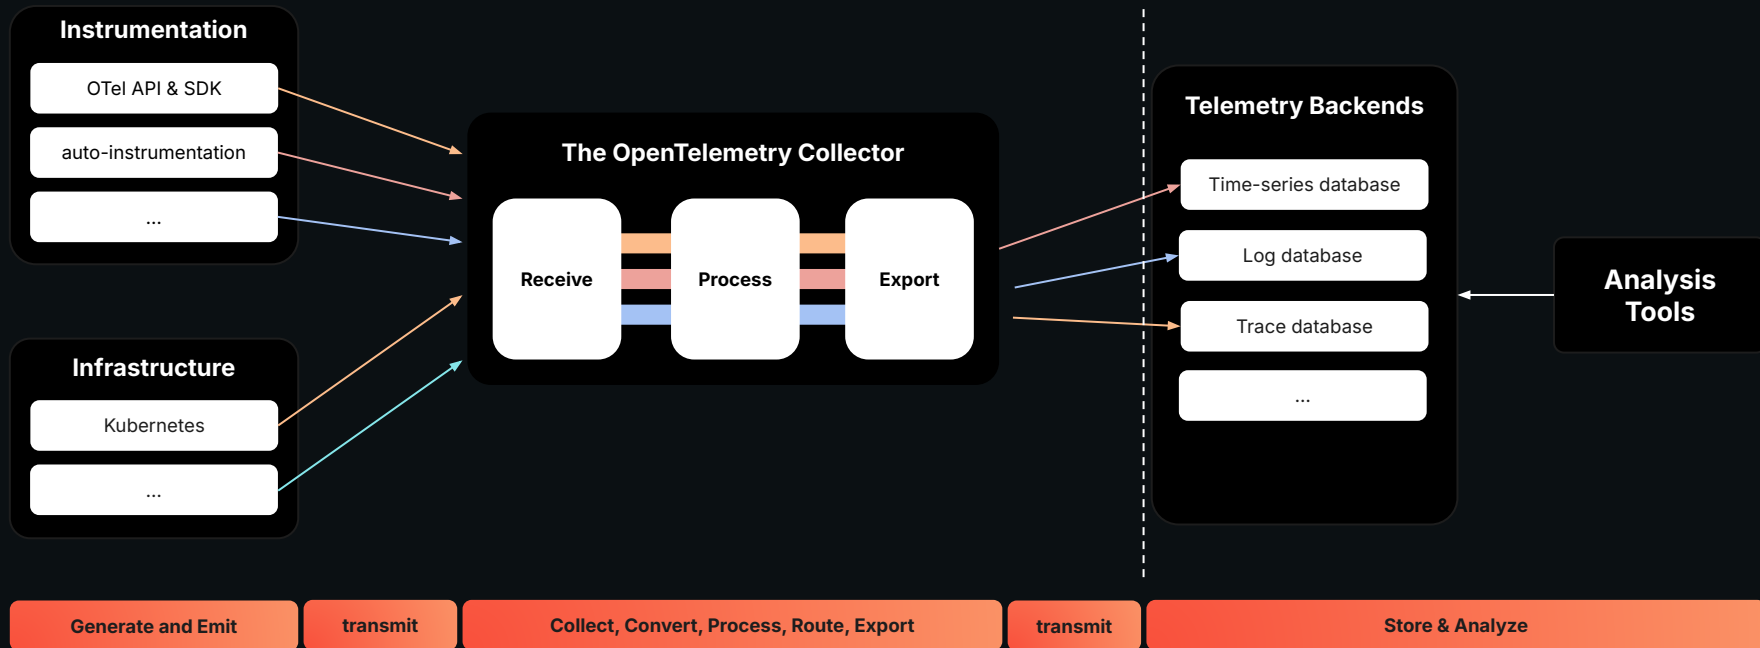 Instrumentation
OTel API & SDK
auto-instrumentation
...
Infrastructure
Kubernetes
...
The OpenTelemetry Collector
Receive
Process
Export
Telemetry Backends
Time-series database
Log database
Trace database
...
Analysis
Tools
Generate and Emit
transmit
Collect, Convert, Process, Route, Export
transmit
Store & Analyze